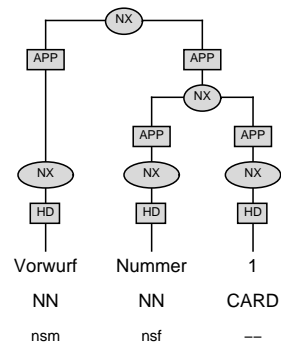 NX
APP APP
NX
APP APP
NX NX NX
HD HD HD
Vorwurf Nummer 1
NN NN CARD
nsm nsf −−